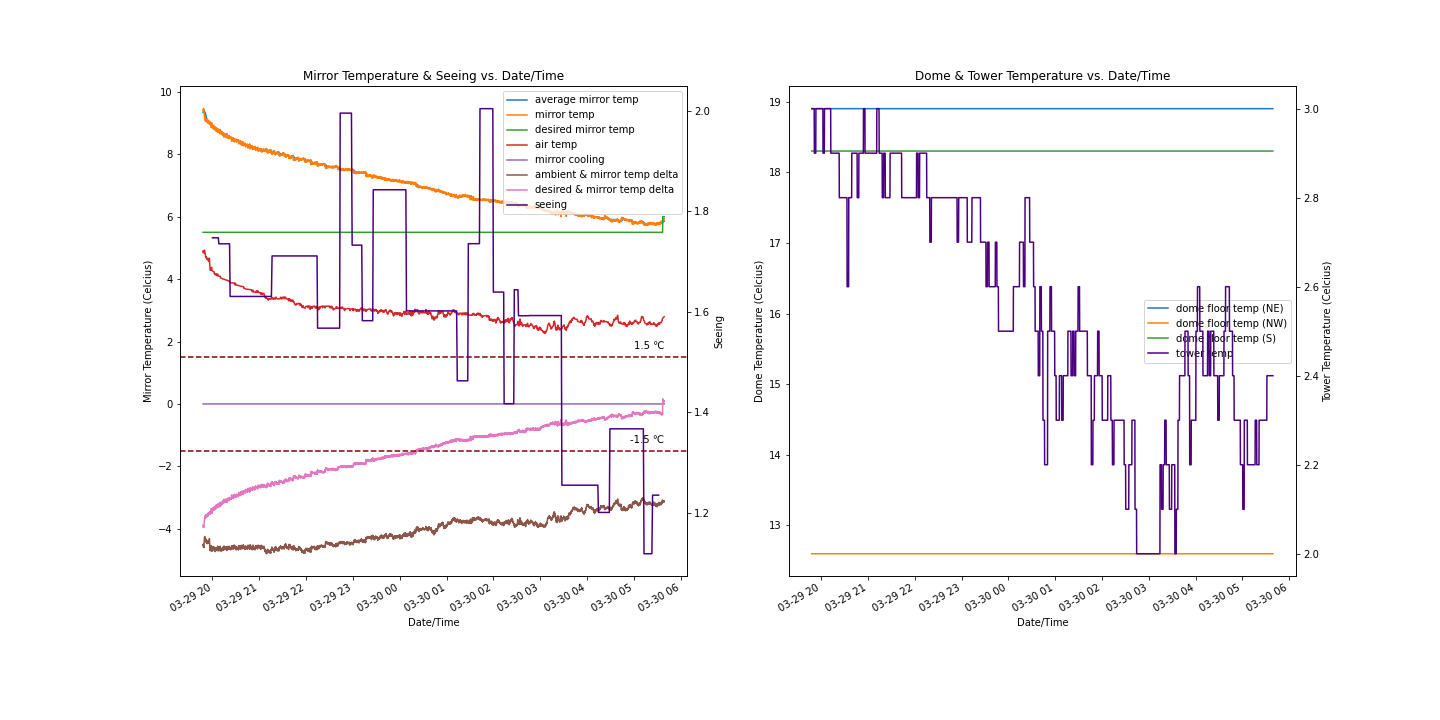 Mirror Temperature & Seeing vs. Date/Time
10
8
6
4
2
0
−2
−4
Mirror Temperature (Celcius)
average mirror temp
mirror temp
desired mirror temp
air temp
mirror cooling
ambient & mirror temp delta
desired & mirror temp delta
seeing
1.5 °C
-1.5 °C
2.0
1.8
1.6
1.4
1.2
Seeing
03-29 20
03-29 21
03-29 22
03-29 23
03-30 00
03-30 01
03-30 02
03-30 03
03-30 04
03-30 05
03-30 06
Date/Time
Dome & Tower Temperature vs. Date/Time
19
18
17
16
15
14
13
Dome Temperature (Celcius)
dome floor temp (NE)
dome floor temp (NW)
dome floor temp (S)
tower temp
3.0
2.8
2.6
2.4
2.2
2.0
Tower Temperature (Celcius)
03-29 20
03-29 21
03-29 22
03-29 23
03-30 00
03-30 01
03-30 02
03-30 03
03-30 04
03-30 05
03-30 06
Date/Time